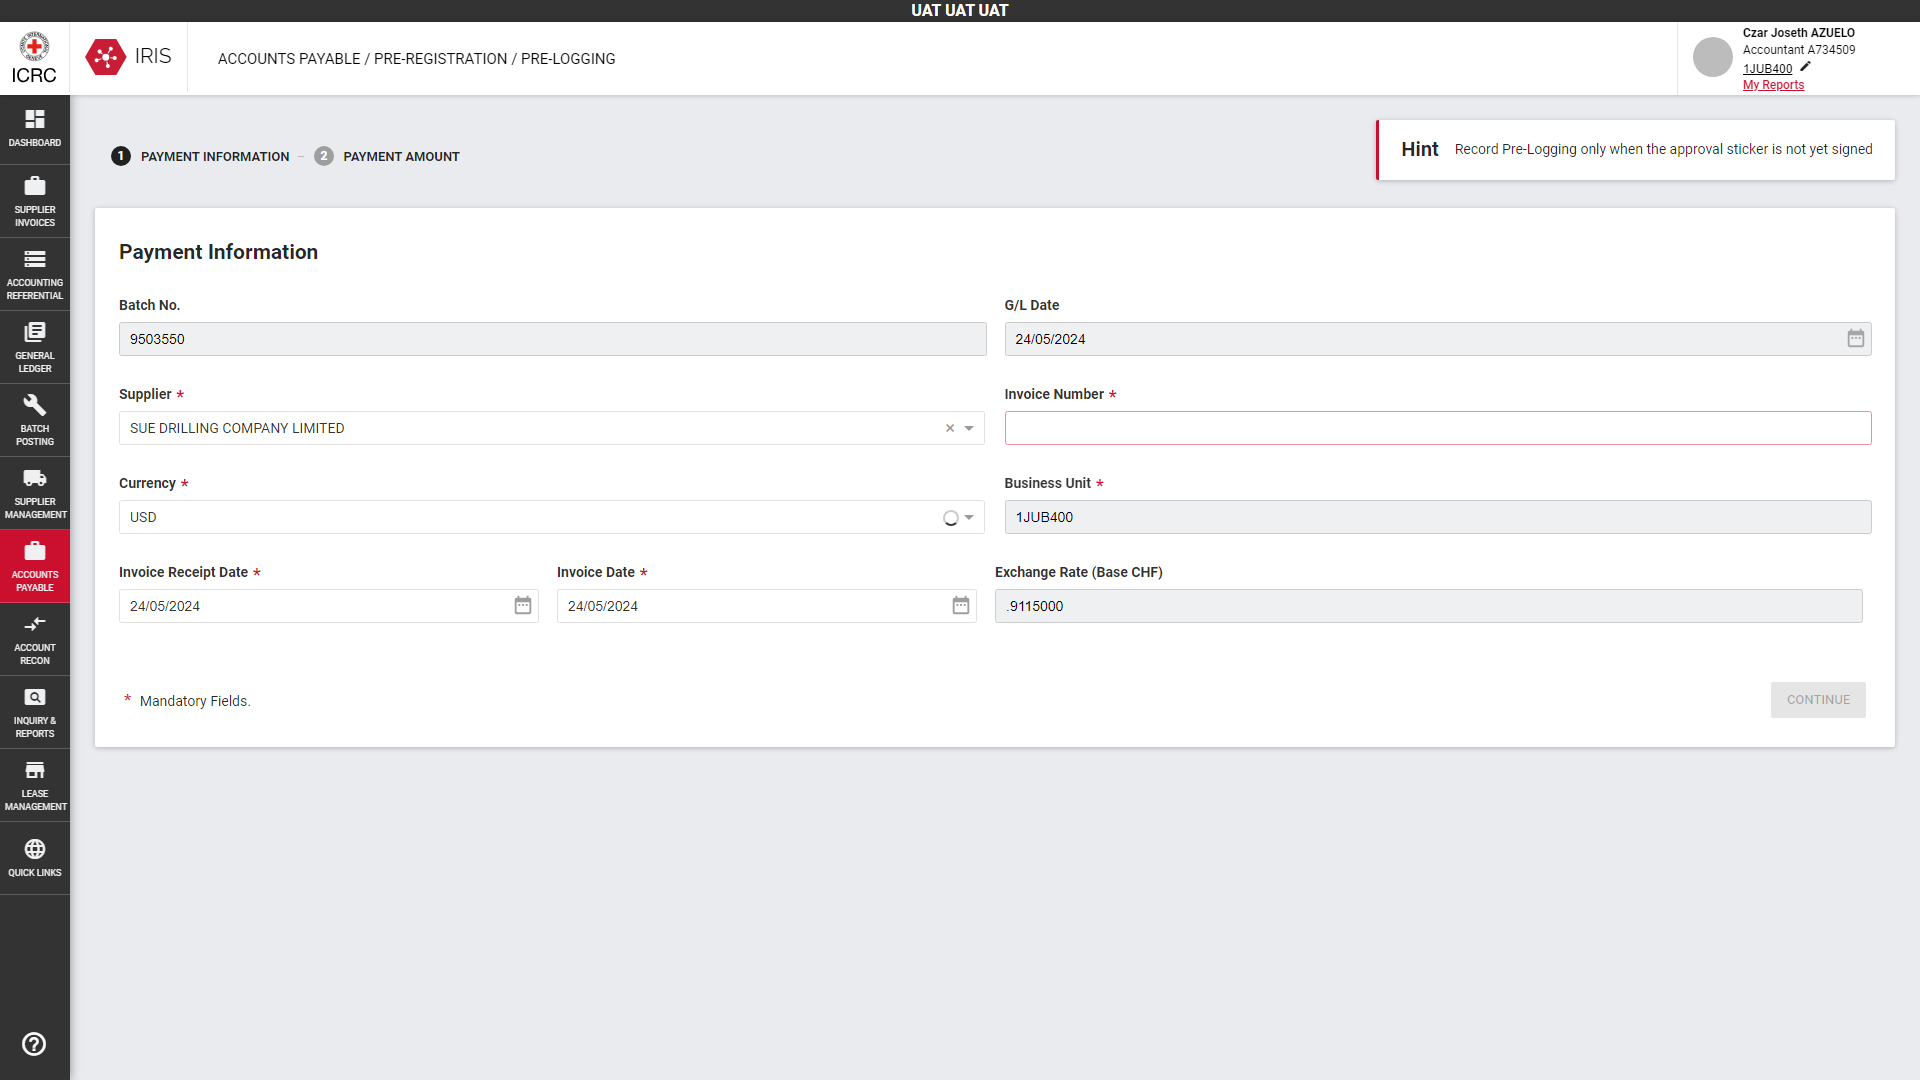 UAT UAT UAT
ICRC
IRIS
ACCOUNTS PAYABLE / PRE-REGISTRATION / PRE-LOGGING
Czar Joseth AZUELO
Accountant A734509
1JUB400
My Reports
DASHBOARD
SUPPLIER
INVOICES
ACCOUNTING
REFERENTIAL
GENERAL
LEDGER
BATCH
POSTING
SUPPLIER
MANAGEMENT
ACCOUNTS
PAYABLE
ACCOUNT
RECON
INQUIRY &
REPORTS
LEASE
MANAGEMENT
QUICK LINKS
1 PAYMENT INFORMATION – 2 PAYMENT AMOUNT
Hint Record Pre-Logging only when the approval sticker is not yet signed
Payment Information
Batch No.
9503550
G/L Date
24/05/2024
Supplier *
SUE DRILLING COMPANY LIMITED
Invoice Number *
Currency *
USD
Business Unit *
1JUB400
Invoice Receipt Date *
24/05/2024
Invoice Date *
24/05/2024
Exchange Rate (Base CHF)
.9115000
* Mandatory Fields.
CONTINUE